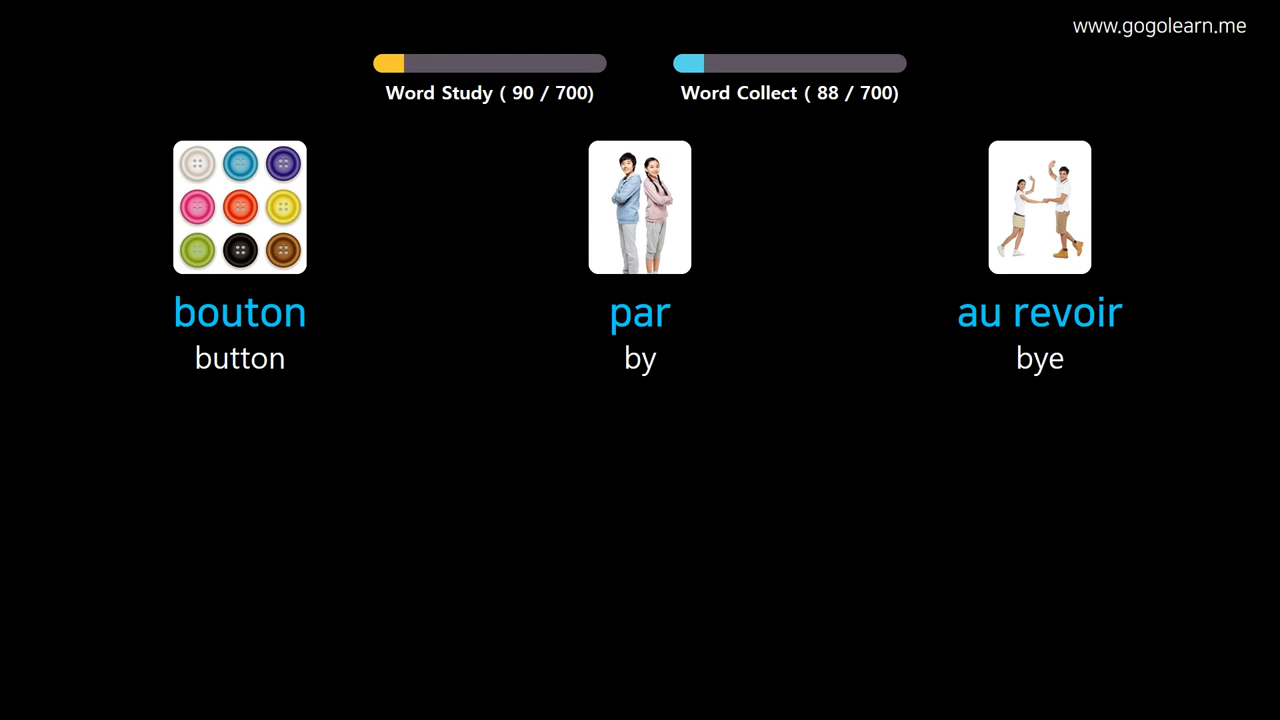 www.gogolearn.me
Word Study ( 90 / 700)
Word Collect ( 88 / 700)
bouton
button
par
by
au revoir
bye